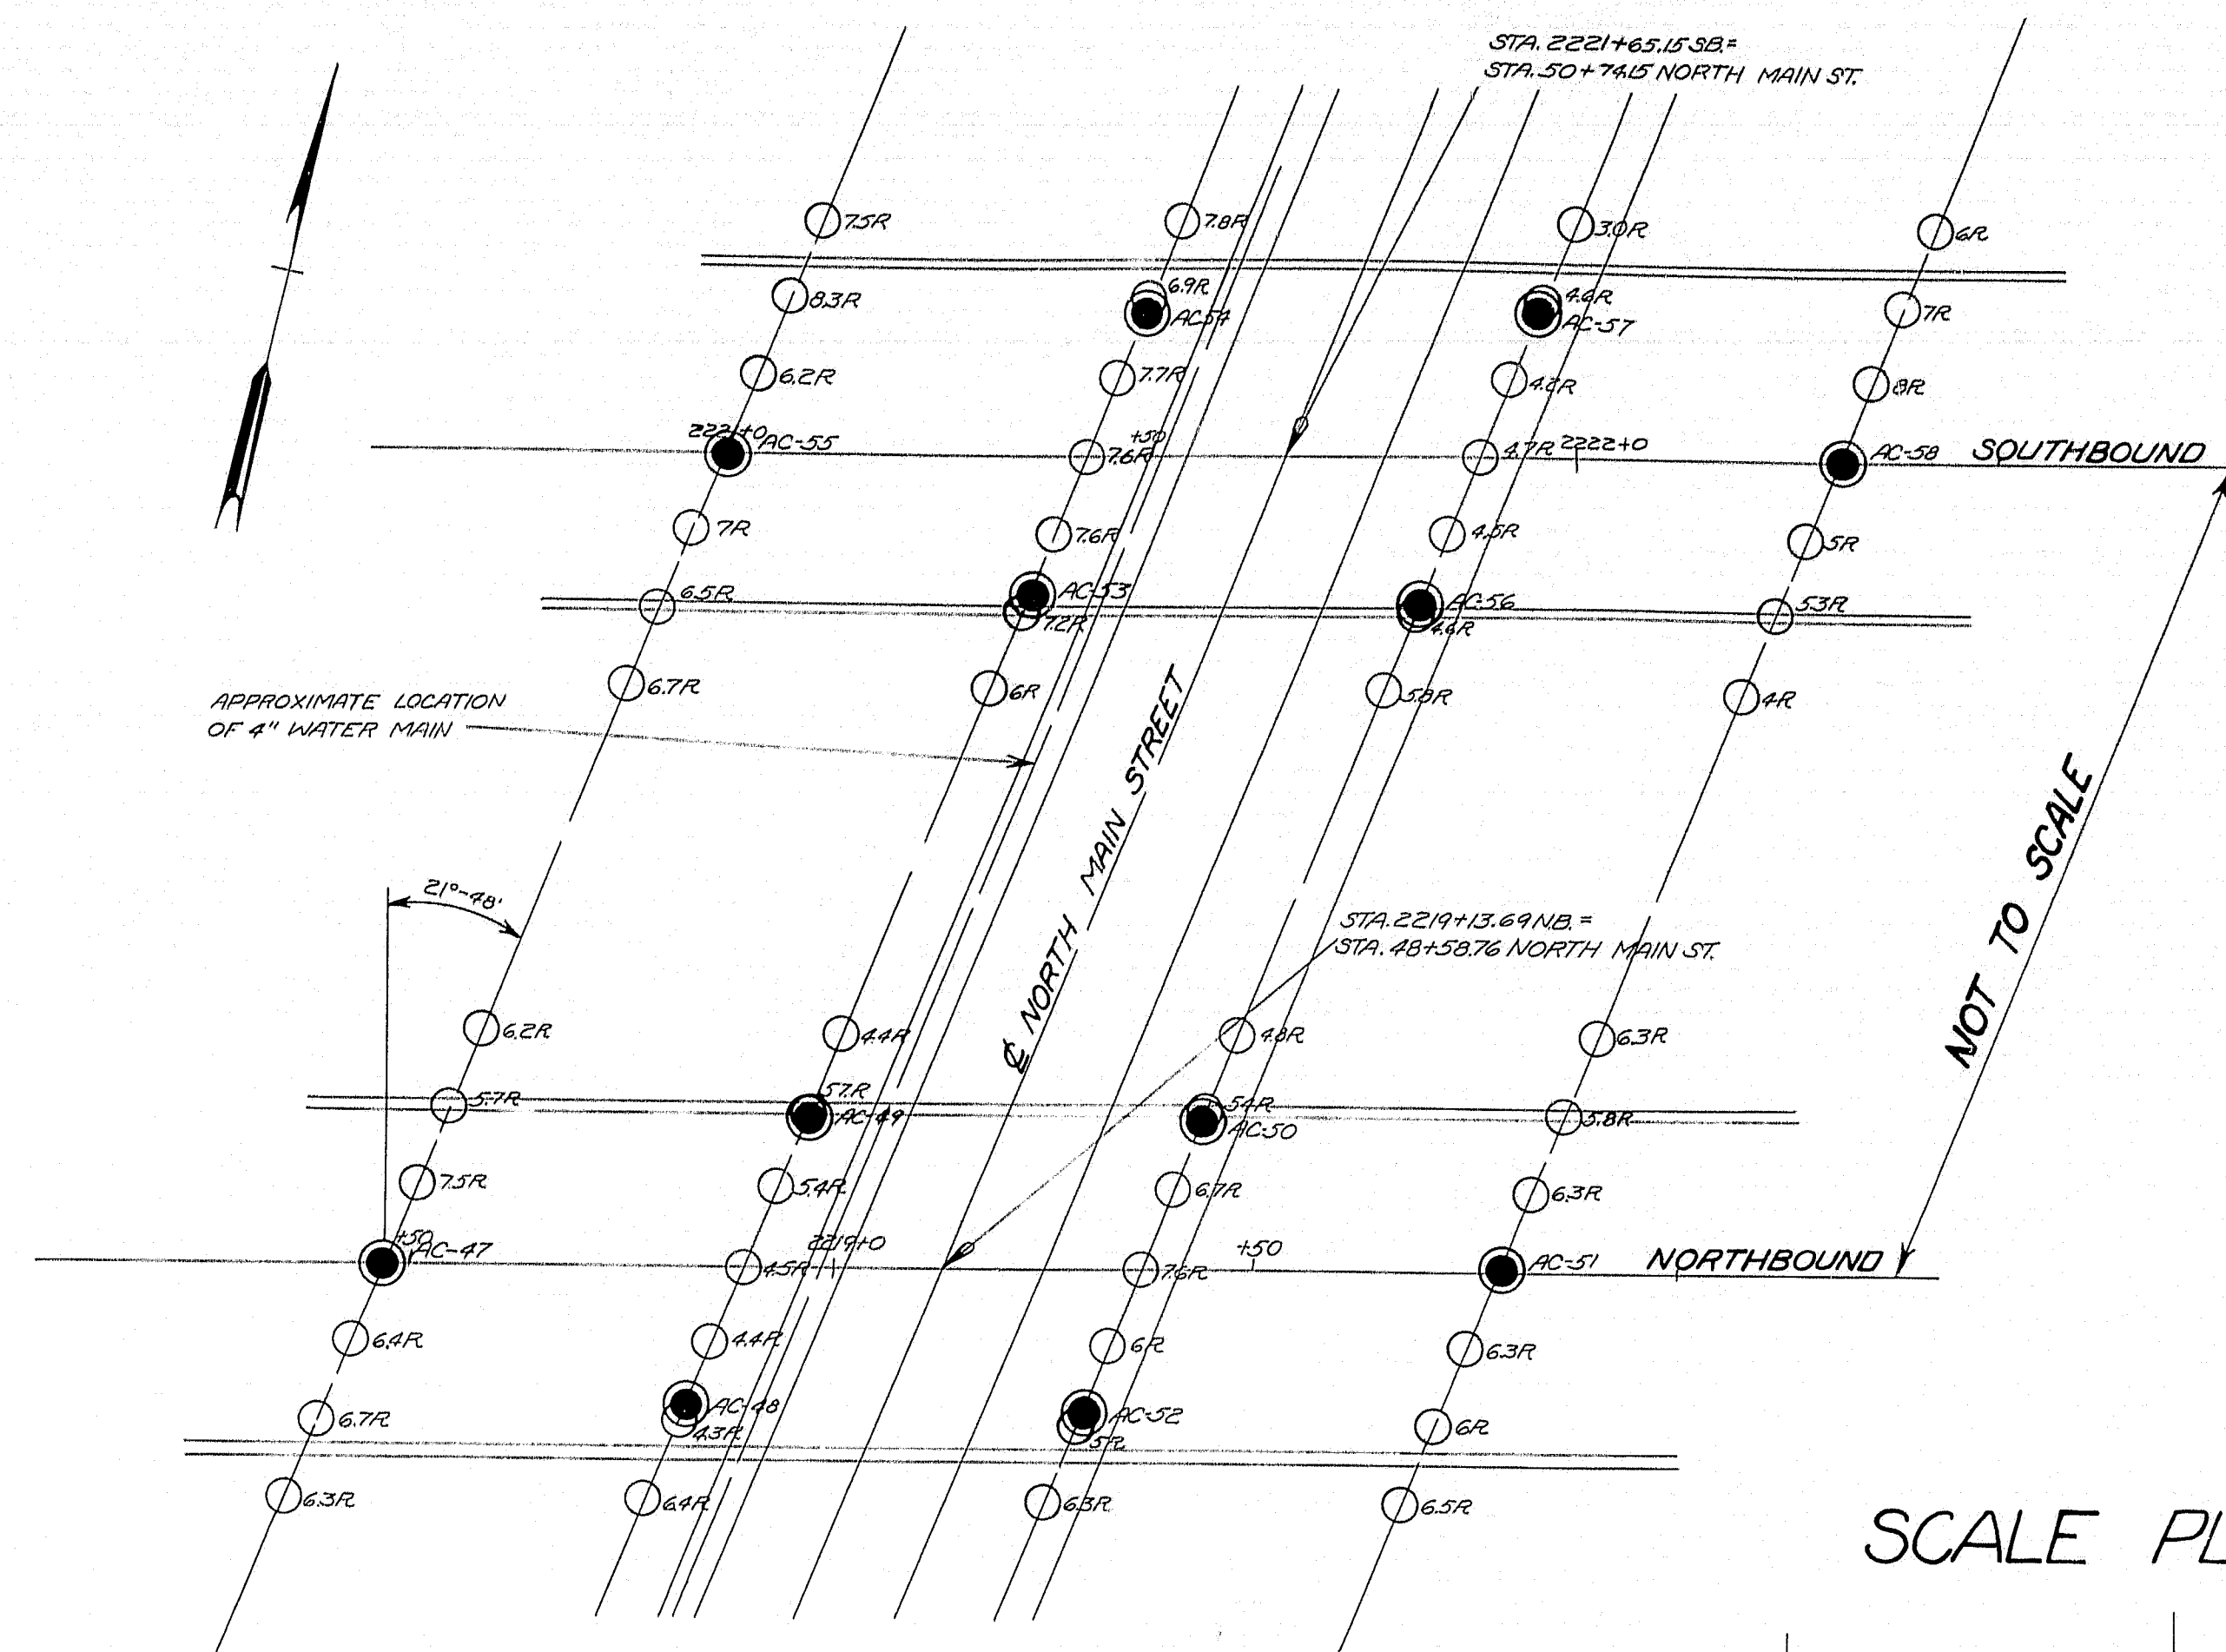 STA. 2221+65.15 SB.=
STA. 50+74.15 NORTH MAIN ST.
7.5R
7.8R
3.0R
6R
8.3R
6.9R
AC54
4.6R
AC-57
7R
6.2R
7.7R
4.2R
8R
2221+0
AC-55
+50
7.6R
4.7R
2222+0
AC-58
SOUTHBOUND
7R
7.6R
4.5R
5R
6.5R
AC-53
7.2R
AC-56
4.6R
5.3R
6.7R
6R
5.8R
4R
APPROXIMATE LOCATION
OF 4" WATER MAIN
℄ NORTH MAIN STREET
NOT TO SCALE
21°-48'
STA. 2219+13.69 N.B.=
STA. 48+58.76 NORTH MAIN ST.
6.2R
4.4R
4.8R
6.3R
5.7R
57.R
AC-49
5.4R
AC-50
5.8R
7.5R
5.4R
6.7R
6.3R
+50
AC-47
4.5R
2219+0
7.6R
+50
AC-51
NORTHBOUND
6.4R
4.4R
6R
6.3R
6.7R
AC-48
4.3R
AC-52
5R
6R
6.3R
6.4R
6.3R
6.5R
SCALE PL